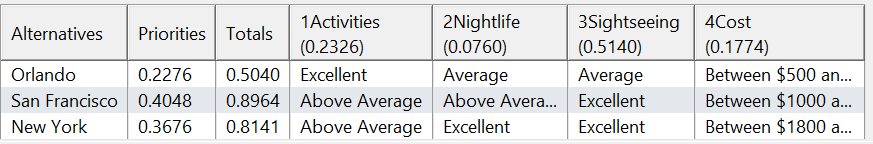 Alternatives Priorities Totals 1Activities (0.2326) 2Nightlife (0.0760) 3Sightseeing (0.5140) 4Cost (0.1774)
Orlando 0.2276 0.5040 Excellent Average Average Between $500 an...
San Francisco 0.4048 0.8964 Above Average Above Avera... Excellent Between $1000 a...
New York 0.3676 0.8141 Above Average Excellent Excellent Between $1800 a...